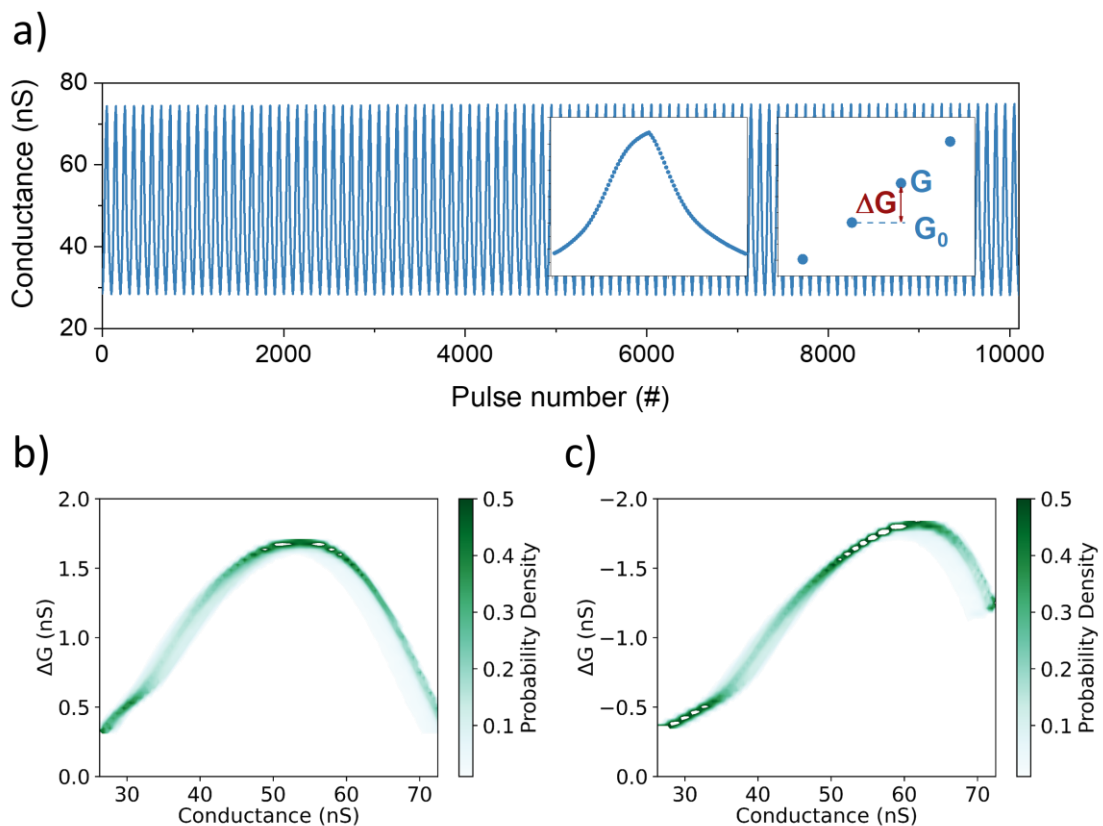 a)
Conductance (nS)
80
60
40
20
ΔG
G
G₀
0
2000
4000
6000
8000
10000
Pulse number (#)
b)
ΔG (nS)
2.0
1.5
1.0
0.5
0.0
30
40
50
60
70
Conductance (nS)
0.5
0.4
0.3
0.2
0.1
Probability Density
c)
ΔG (nS)
−2.0
−1.5
−1.0
−0.5
0.0
30
40
50
60
70
Conductance (nS)
0.5
0.4
0.3
0.2
0.1
Probability Density